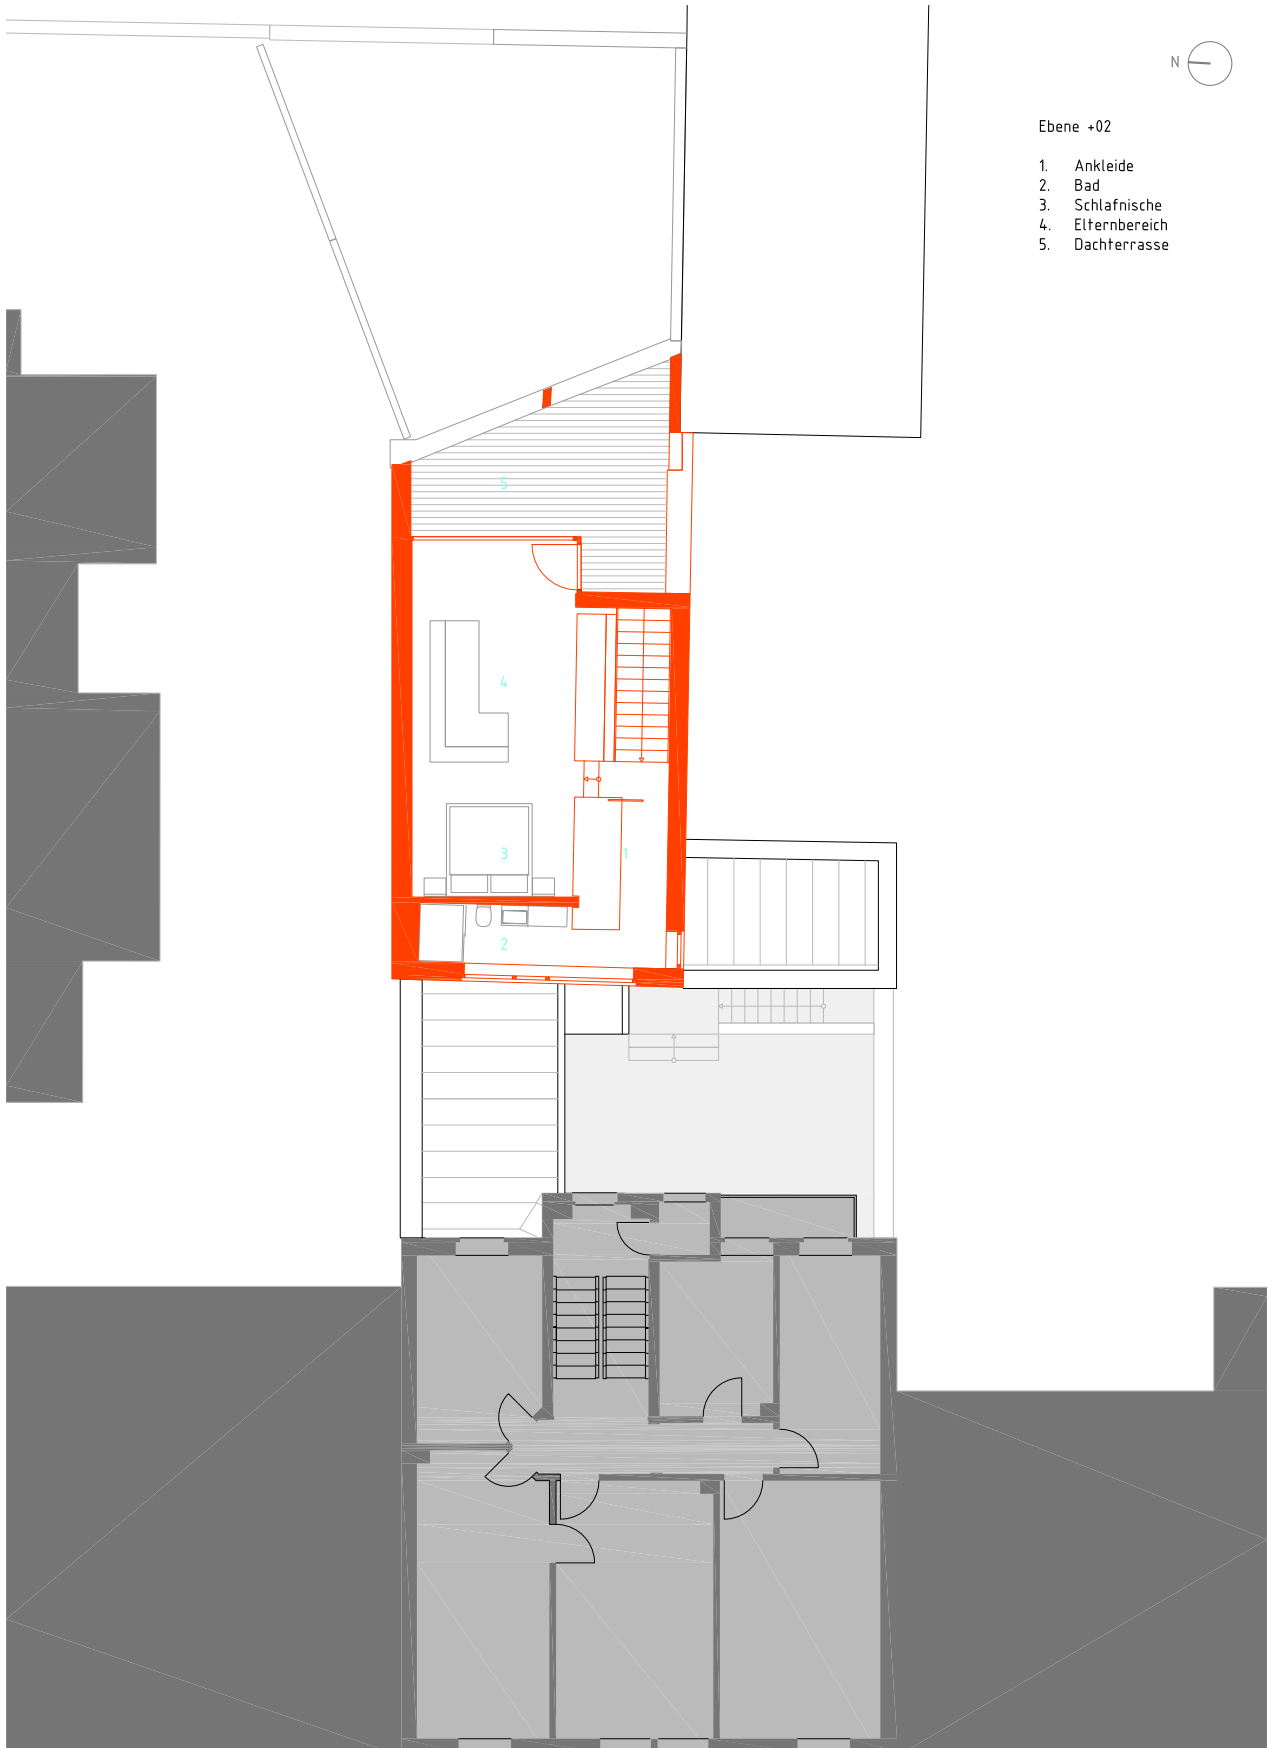 N
Ebene +02
1. Ankleide
2. Bad
3. Schlafnische
4. Elternbereich
5. Dachterrasse
5
4
3
1
2